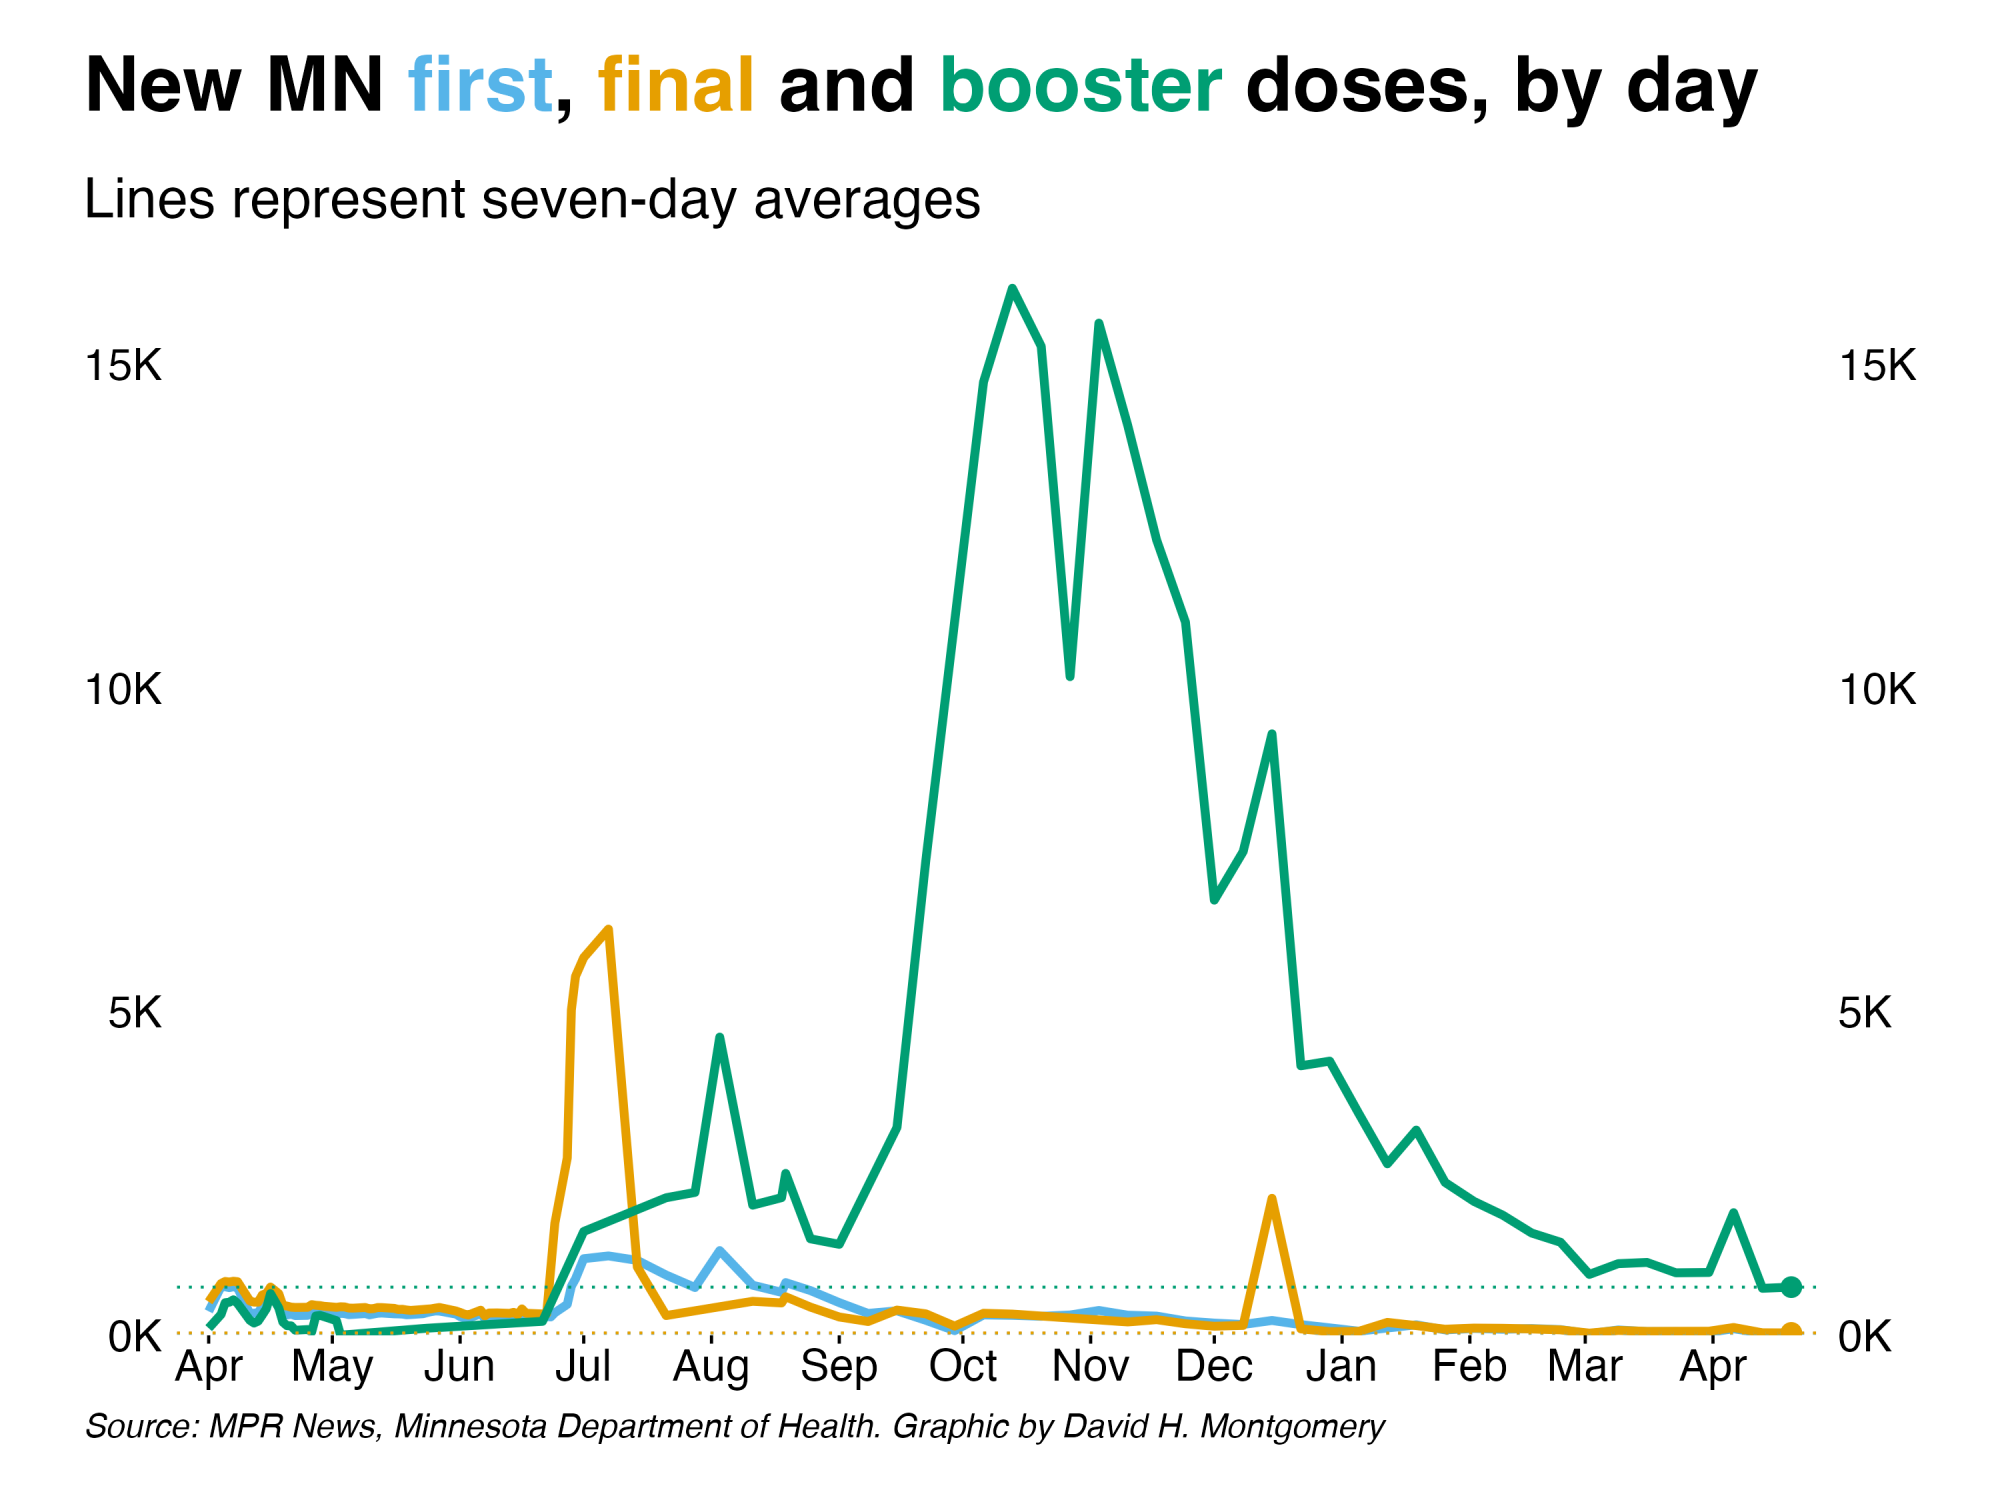 New MN first, final and booster doses, by day
Lines represent seven-day averages
15K 15K
10K 10K
5K 5K
0K 0K
Apr May Jun Jul Aug Sep Oct Nov Dec Jan Feb Mar Apr
Source: MPR News, Minnesota Department of Health. Graphic by David H. Montgomery